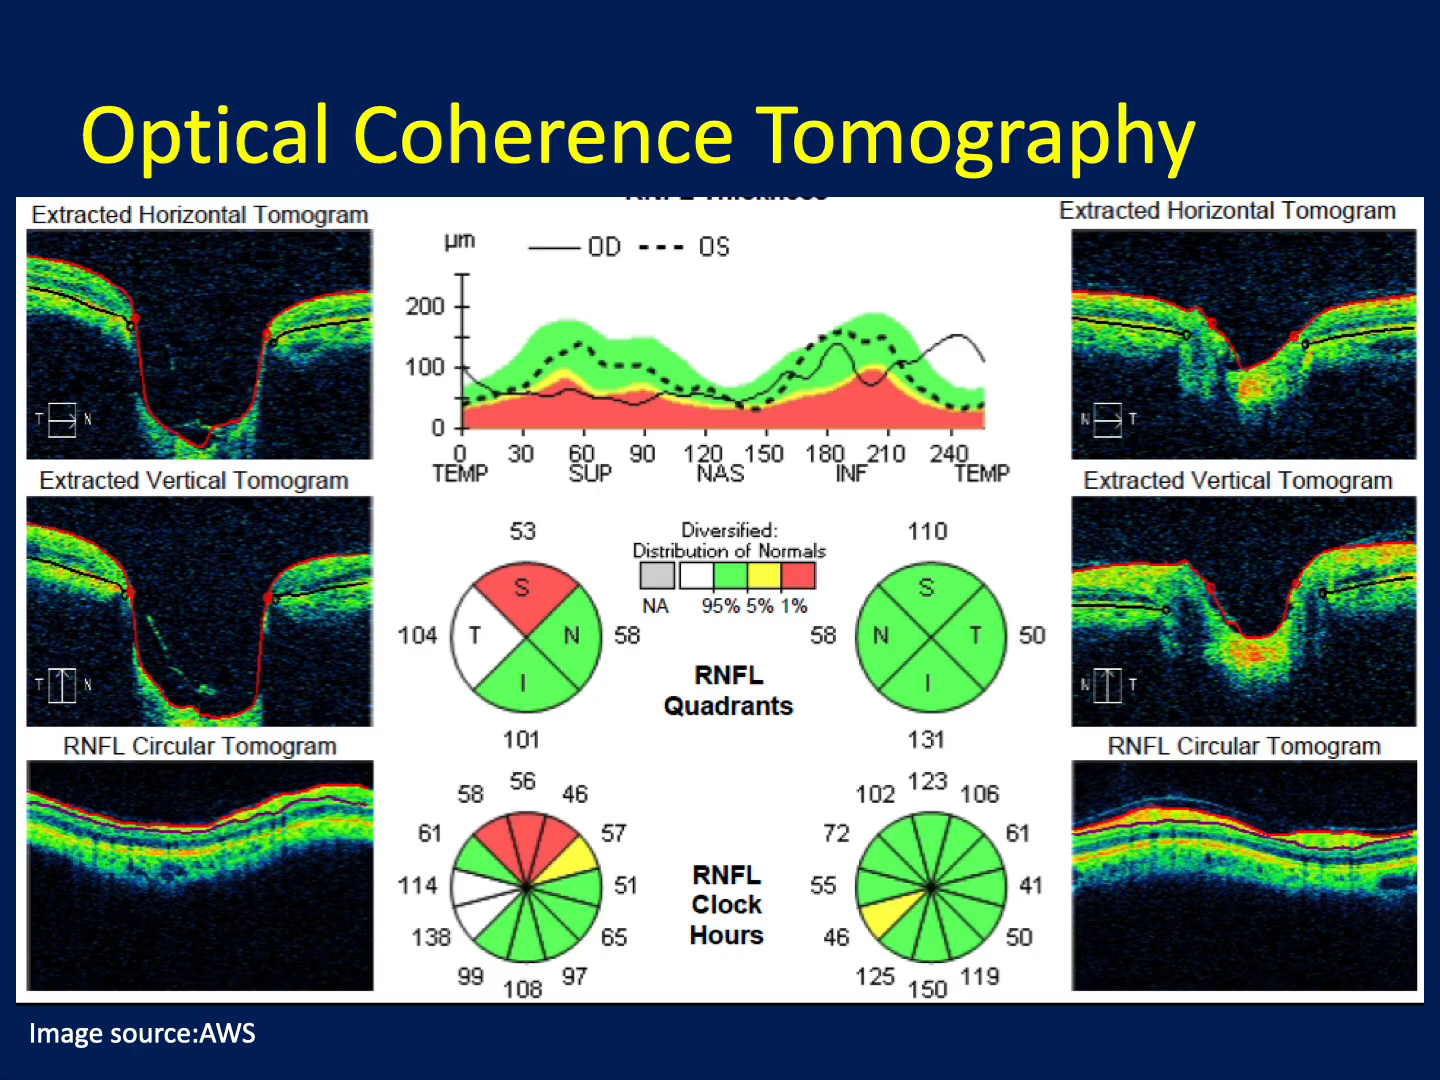 Optical Coherence Tomography
RNFL Thickness
Extracted Horizontal Tomogram
T N
Extracted Vertical Tomogram
T N
RNFL Circular Tomogram
µm OD OS
200
100
0
0 30 60 90 120 150 180 210 240
TEMP SUP NAS INF TEMP
Diversified:
Distribution of Normals
NA 95% 5% 1%
53
104 T S N I 58
101
RNFL
Quadrants
110
58 N S T I 50
131
58 56 46
61 57
114 51
138 65
99 108 97
RNFL
Clock
Hours
102 123 106
72 61
55 41
46 50
125 150 119
Extracted Horizontal Tomogram
N T
Extracted Vertical Tomogram
N T
RNFL Circular Tomogram
Image source:AWS